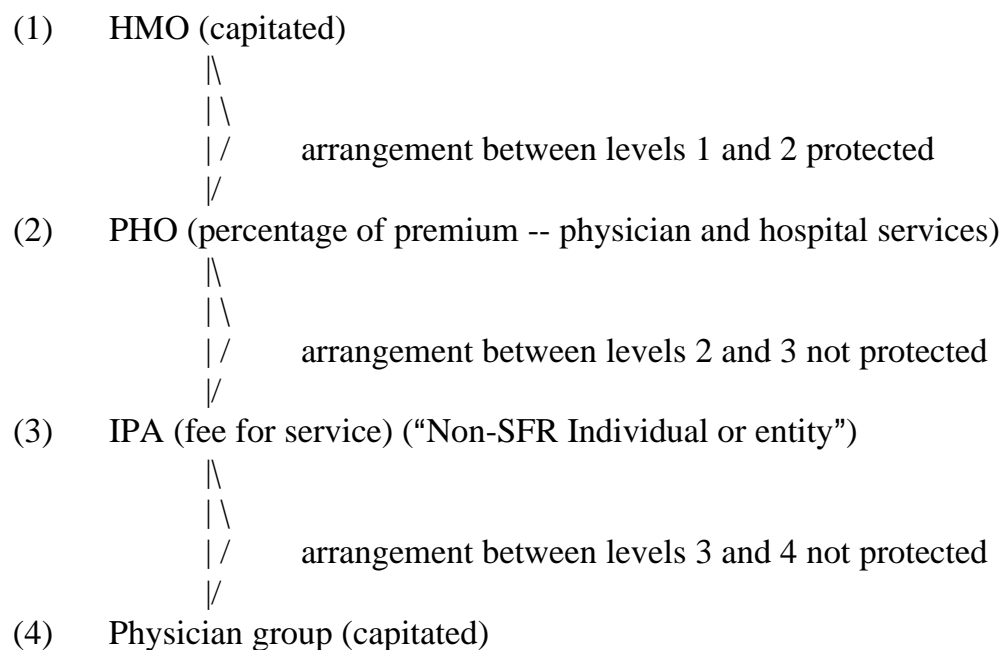 (1) HMO (capitated)
|\
| \
| / arrangement between levels 1 and 2 protected
|/
(2) PHO (percentage of premium -- physician and hospital services)
|\
| \
| / arrangement between levels 2 and 3 not protected
|/
(3) IPA (fee for service) ("Non-SFR Individual or entity")
|\
| \
| / arrangement between levels 3 and 4 not protected
|/
(4) Physician group (capitated)